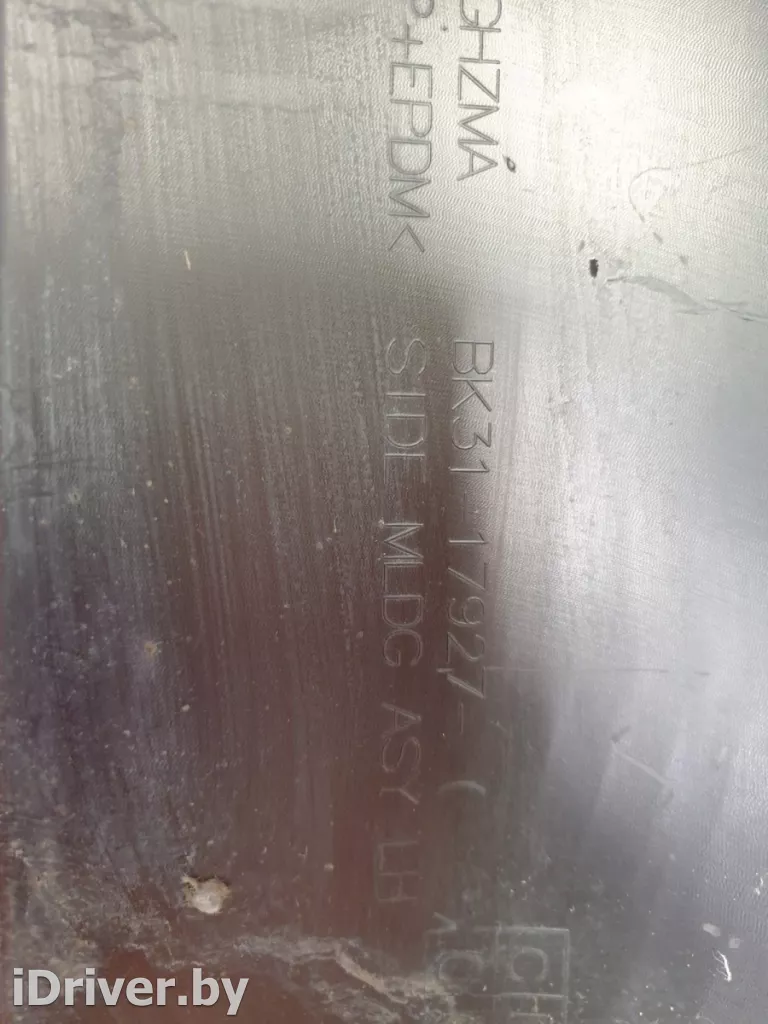 GHZMA
P+EPDM<
BK31-17927-
SIDE MLDG ASY LH
iDriver.by